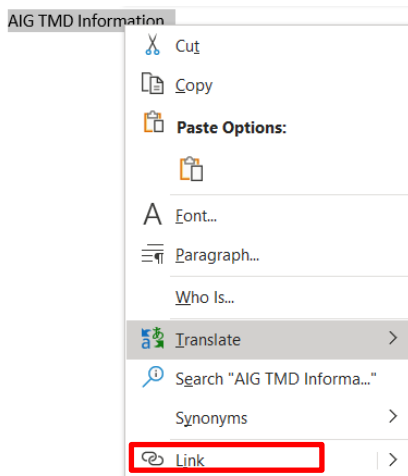 AIG TMD Information
Cut
Copy
Paste Options:
Font...
Paragraph...
Who Is...
Translate
Search "AIG TMD Informa..."
Synonyms
Link